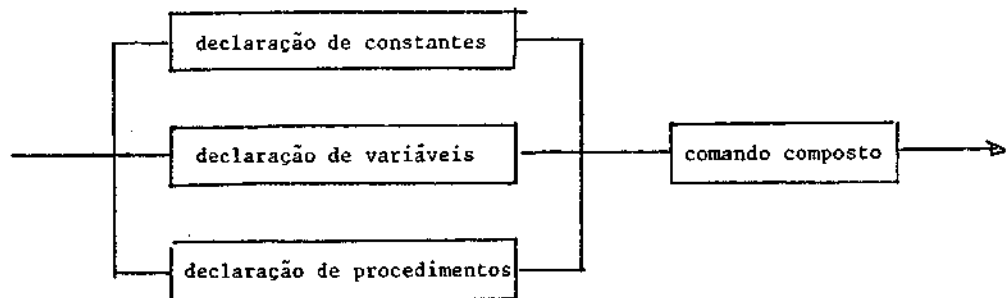 declaração de constantes
declaração de variáveis
comando composto
declaração de procedimentos